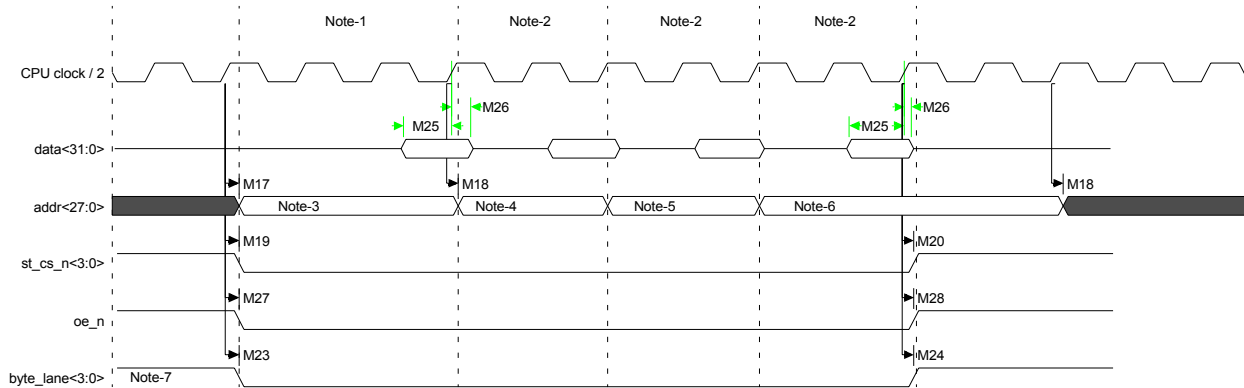 Note-1 Note-2 Note-2 Note-2
CPU clock / 2
M26 M26
M25 M25
data<31:0>
M17 M18 M18
addr<27:0> Note-3 Note-4 Note-5 Note-6
M19 M20
st_cs_n<3:0>
M27 M28
oe_n
M23 M24
byte_lane<3:0> Note-7